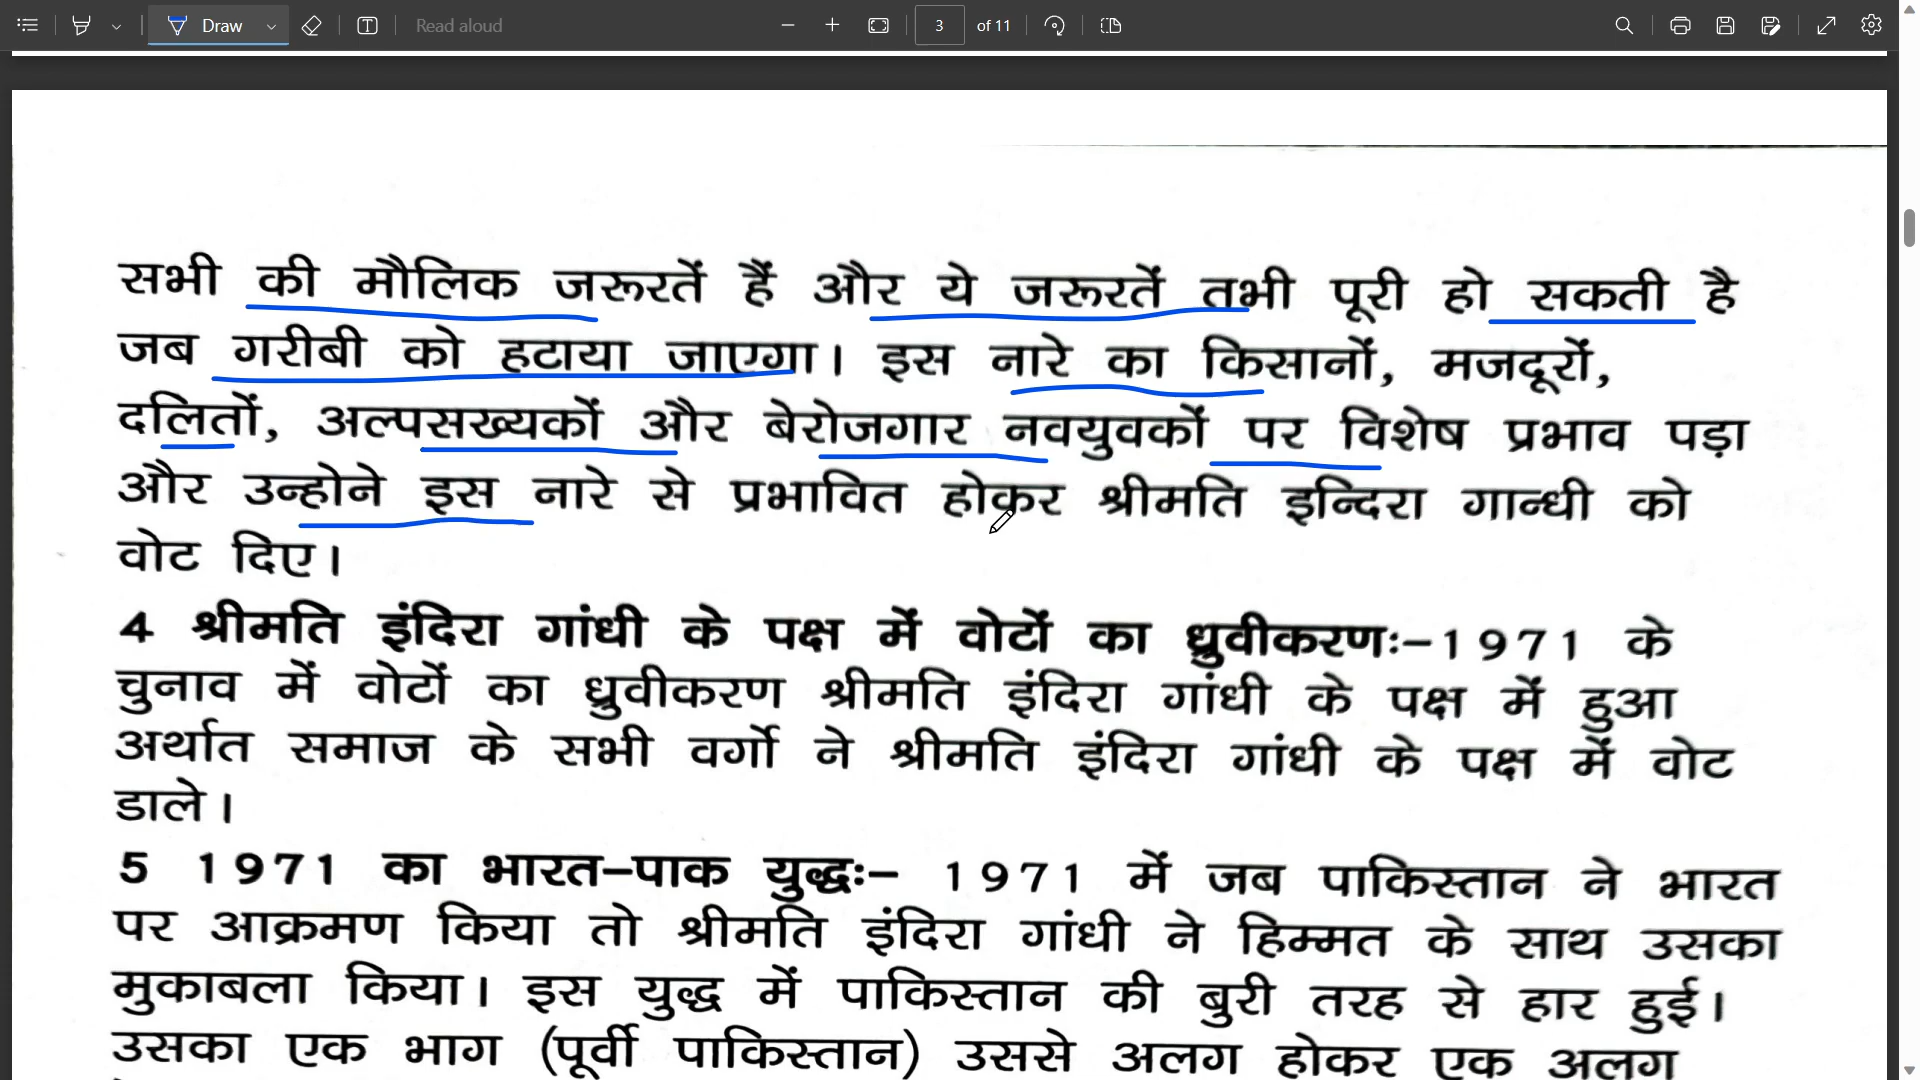 Draw
Read aloud
3 of 11
सभी की मौलिक जरूरतें हैं और ये जरूरतें तभी पूरी हो सकती है
जब गरीबी को हटाया जाएगा। इस नारे का किसानों, मजदूरों,
दलितों, अल्पसख्यकों और बेरोजगार नवयुवकों पर विशेष प्रभाव पड़ा
और उन्होने इस नारे से प्रभावित होकर श्रीमति इन्दिरा गान्धी को
वोट दिए।
4 श्रीमति इंदिरा गांधी के पक्ष में वोटों का ध्रुवीकरणः-1971 के
चुनाव में वोटों का ध्रुवीकरण श्रीमति इंदिरा गांधी के पक्ष में हुआ
अर्थात समाज के सभी वर्गो ने श्रीमति इंदिरा गांधी के पक्ष में वोट
डाले।
5 1971 का भारत-पाक युद्धः- 1971 में जब पाकिस्तान ने भारत
पर आक्रमण किया तो श्रीमति इंदिरा गांधी ने हिम्मत के साथ उसका
मुकाबला किया। इस युद्ध में पाकिस्तान की बुरी तरह से हार हुई।
उसका एक भाग (पूर्वी पाकिस्तान) उससे अलग होकर एक अलग